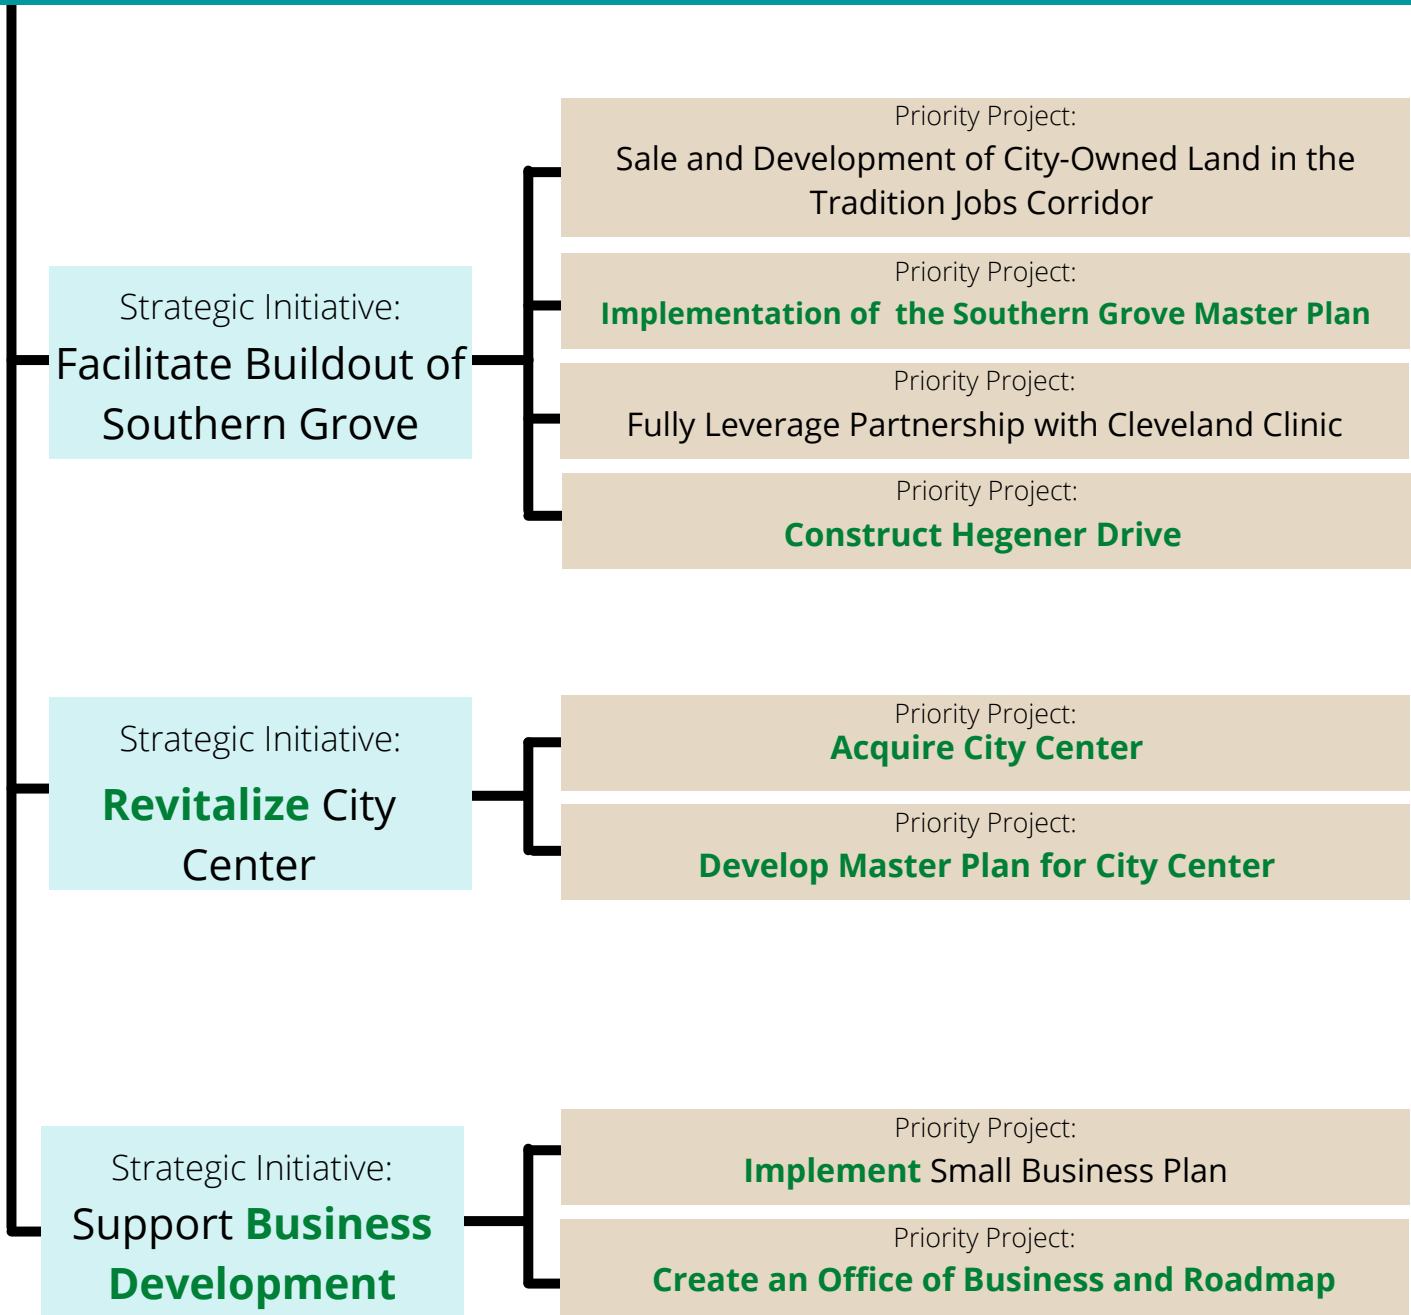 Priority Project:
Sale and Development of City-Owned Land in the
Tradition Jobs Corridor
Strategic Initiative:
Facilitate Buildout of
Southern Grove
Priority Project:
Implementation of the Southern Grove Master Plan
Priority Project:
Fully Leverage Partnership with Cleveland Clinic
Priority Project:
Construct Hegener Drive
Strategic Initiative:
Revitalize City
Center
Priority Project:
Acquire City Center
Priority Project:
Develop Master Plan for City Center
Strategic Initiative:
Support Business
Development
Priority Project:
Implement Small Business Plan
Priority Project:
Create an Office of Business and Roadmap